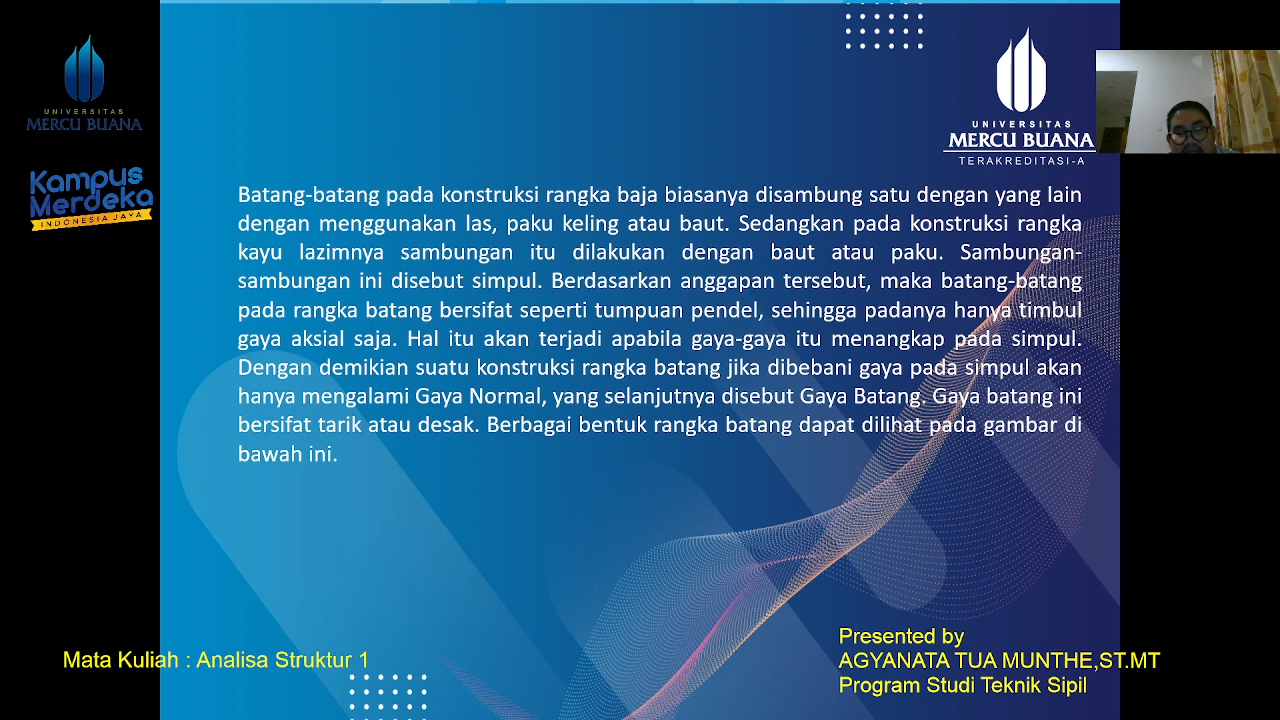 UNIVERSITAS
MERCU BUANA
Kampus
Merdeka
INDONESIA JAYA
UNIVERSITAS
MERCU BUANA
TERAKREDITASI-A
Batang-batang pada konstruksi rangka baja biasanya disambung satu dengan yang lain
dengan menggunakan las, paku keling atau baut. Sedangkan pada konstruksi rangka
kayu lazimnya sambungan itu dilakukan dengan baut atau paku. Sambungan-
sambungan ini disebut simpul. Berdasarkan anggapan tersebut, maka batang-batang
pada rangka batang bersifat seperti tumpuan pendel, sehingga padanya hanya timbul
gaya aksial saja. Hal itu akan terjadi apabila gaya-gaya itu menangkap pada simpul.
Dengan demikian suatu konstruksi rangka batang jika dibebani gaya pada simpul akan
hanya mengalami Gaya Normal, yang selanjutnya disebut Gaya Batang. Gaya batang ini
bersifat tarik atau desak. Berbagai bentuk rangka batang dapat dilihat pada gambar di
bawah ini.
Mata Kuliah : Analisa Struktur 1
Presented by
AGYANATA TUA MUNTHE,ST.MT
Program Studi Teknik Sipil